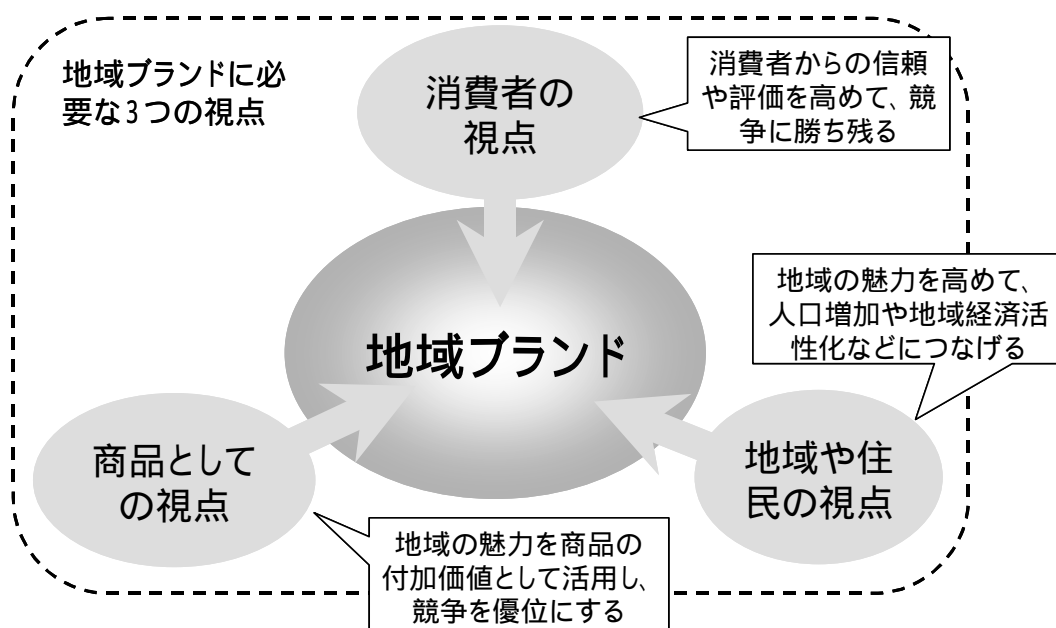 地域ブランドに必
要な3つの視点
消費者の
視点
消費者からの信頼
や評価を高めて、競
争に勝ち残る
地域の魅力を高めて、
人口増加や地域経済活
性化などにつなげる
地域ブランド
商品として
の視点
地域や住
民の視点
地域の魅力を商品の
付加価値として活用し、
競争を優位にする